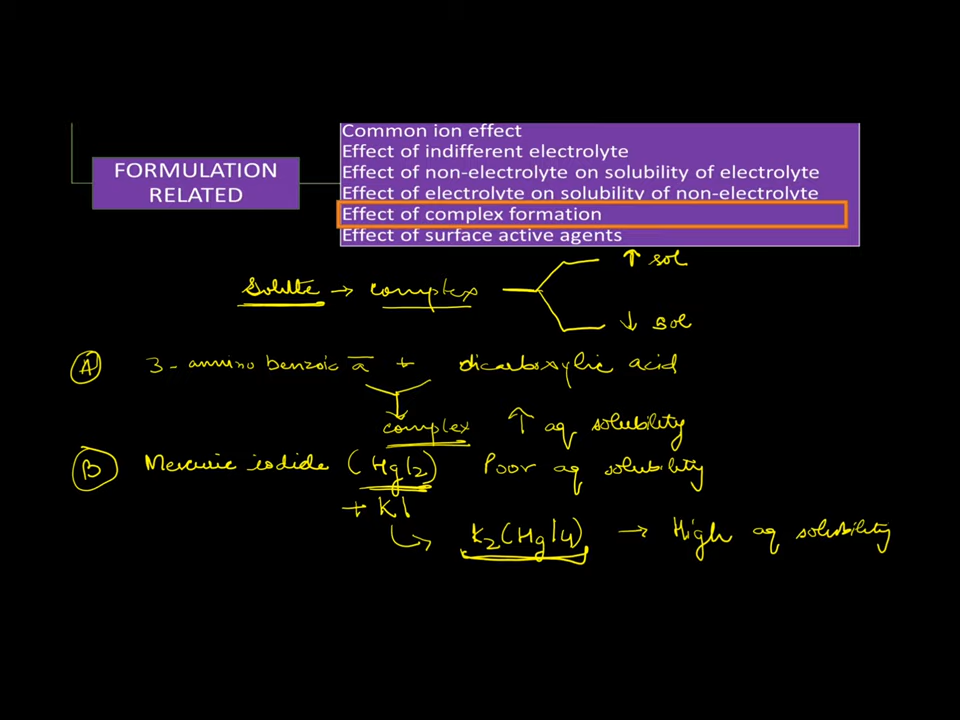 Common ion effect
Effect of indifferent electrolyte
FORMULATION
RELATED
Effect of non-electrolyte on solubility of electrolyte
Effect of electrolyte on solubility of non-electrolyte
Effect of complex formation
Effect of surface active agents
Solute → complex
↑ sol
↓ sol
A 3-amino benzoic a + dicarboxylic acid
complex ↑ aq solubility
B Mercuric iodide (HgI2) Poor aq solubility
+ KI
K2(HgI4) → High aq solubility